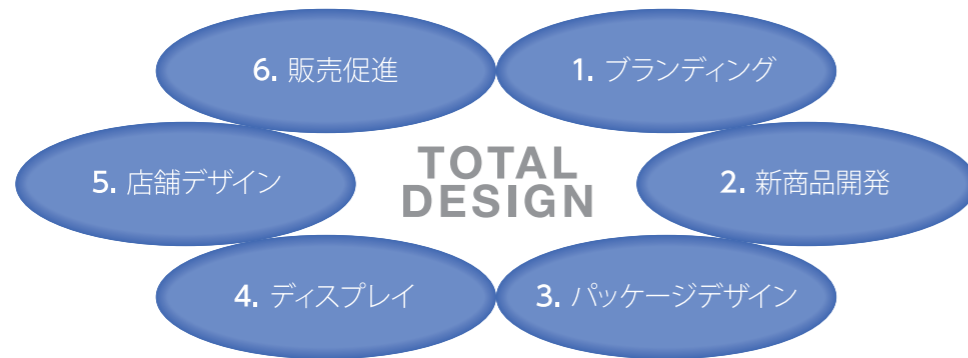 6. 販売促進
1. ブランディング
5. 店舗デザイン
TOTAL
DESIGN
2. 新商品開発
4. ディスプレイ
3. パッケージデザイン